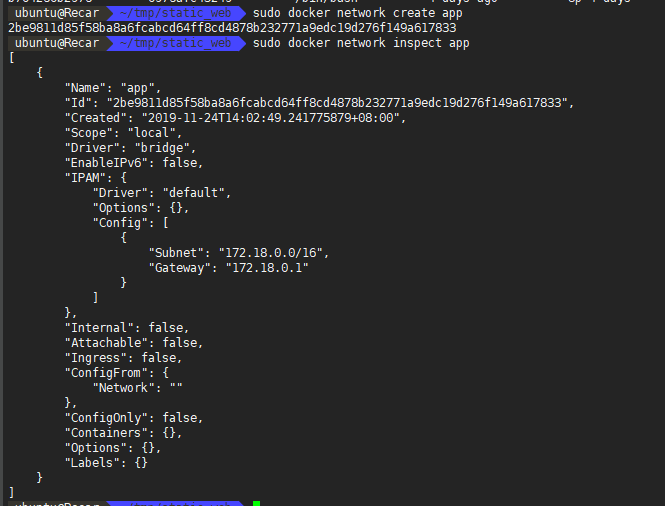 ubuntu@Recar ~/tmp/static_web sudo docker network create app
2be9811d85f58ba8a6fcabcd64ff8cd4878b232771a9edc19d276f149a617833
ubuntu@Recar ~/tmp/static_web sudo docker network inspect app
[
    {
        "Name": "app",
        "Id": "2be9811d85f58ba8a6fcabcd64ff8cd4878b232771a9edc19d276f149a617833",
        "Created": "2019-11-24T14:02:49.241775879+08:00",
        "Scope": "local",
        "Driver": "bridge",
        "EnableIPv6": false,
        "IPAM": {
            "Driver": "default",
            "Options": {},
            "Config": [
                {
                    "Subnet": "172.18.0.0/16",
                    "Gateway": "172.18.0.1"
                }
            ]
        },
        "Internal": false,
        "Attachable": false,
        "Ingress": false,
        "ConfigFrom": {
            "Network": ""
        },
        "ConfigOnly": false,
        "Containers": {},
        "Options": {},
        "Labels": {}
    }
]
ubuntu@Recar ~/tmp/static_web